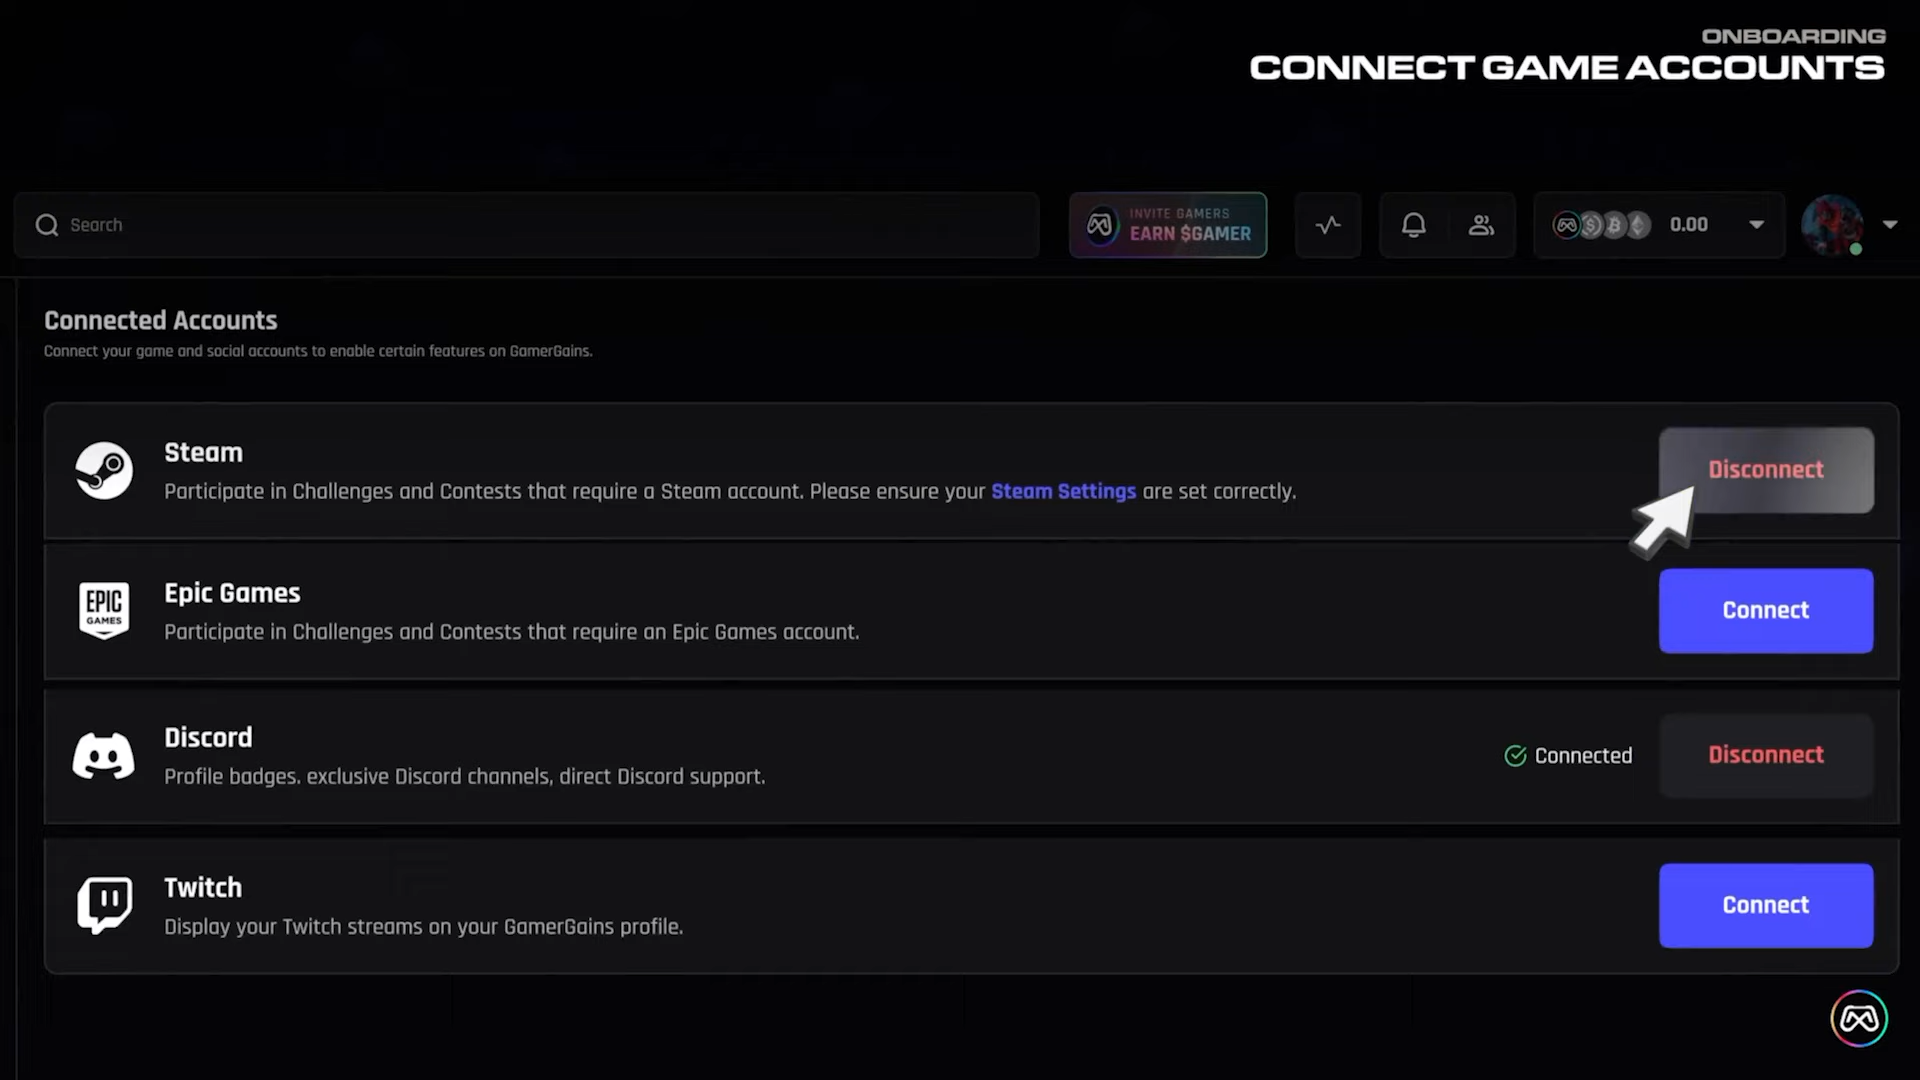 ONBOARDING
CONNECT GAME ACCOUNTS
Search
INVITE GAMERS
EARN $GAMER
0.00
Connected Accounts
Connect your game and social accounts to enable certain features on GamerGains.
Steam
Participate in Challenges and Contests that require a Steam account. Please ensure your Steam Settings are set correctly.
Disconnect
EPIC
GAMES
Epic Games
Participate in Challenges and Contests that require an Epic Games account.
Connect
Discord
Profile badges. exclusive Discord channels, direct Discord support.
Connected
Disconnect
Twitch
Display your Twitch streams on your GamerGains profile.
Connect